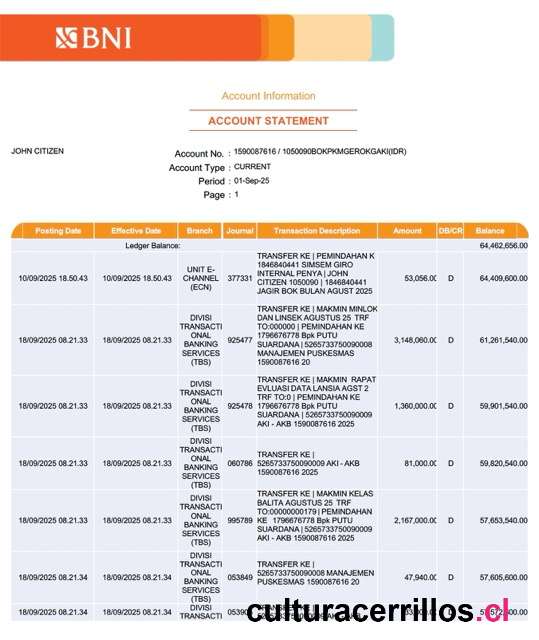 BNI
Account Information
ACCOUNT STATEMENT
JOHN CITIZEN
Account No. : 1590087616 / 1050090BOKPKMGEROKGAKI(IDR)
Account Type : CURRENT
Period : 01-Sep-25
Page : 1
Posting Date Effective Date Branch Journal Transaction Description Amount DB/CR Balance
Ledger Balance: 64,462,656.00
TRANSFER KE | PEMINDAHAN K
1846840441 SIMSEM GIRO
10/09/2025 18.50.43 10/09/2025 18.50.43 UNIT E-CHANNEL (ECN) 377331 INTERNAL PENYA | JOHN 53,056.00 D 64,409,600.00
CITIZEN 1050090 | 1846840441
JAGIR BOK BULAN AGUST 2025
TRANSFER KE | MAKMIN MINLOK
DAN LINSEK AGUSTUS 25 TRF
TO:000000 | PEMINDAHAN KE
18/09/2025 08.21.33 18/09/2025 08.21.33 DIVISI TRANSACTIONAL BANKING SERVICES (TBS) 925477 1796676778 Bpk PUTU 3,148,060.00 D 61,261,540.00
SUARDANA | 5265733750090008
MANAJEMEN PUSKESMAS
1590087616 20
TRANSFER KE | MAKMIN RAPAT
EVLUASI DATA LANSIA AGST 2
TRF TO:0 | PEMINDAHAN KE
18/09/2025 08.21.33 18/09/2025 08.21.33 DIVISI TRANSACTIONAL BANKING SERVICES (TBS) 925478 1796676778 Bpk PUTU 1,360,000.00 D 59,901,540.00
SUARDANA | 5265733750090009
AKI - AKB 1590087616 2025
TRANSFER KE |
18/09/2025 08.21.33 18/09/2025 08.21.33 DIVISI TRANSACTIONAL BANKING SERVICES (TBS) 060786 5265733750090009 AKI - AKB 81,000.00 D 59,820,540.00
1590087616 2025
TRANSFER KE | MAKMIN KELAS
BALITA AGUSTUS 25 TRF
TO:00000000179 | PEMINDAHAN
18/09/2025 08.21.33 18/09/2025 08.21.33 DIVISI TRANSACTIONAL BANKING SERVICES (TBS) 995789 KE 1796676778 Bpk PUTU 2,167,000.00 D 57,653,540.00
SUARDANA | 5265733750090009
AKI - AKB 1590087616 2025
TRANSFER KE |
18/09/2025 08.21.34 18/09/2025 08.21.34 DIVISI TRANSACTIONAL BANKING SERVICES (TBS) 053849 5265733750090008 MANAJEMEN 47,940.00 D 57,605,600.00
PUSKESMAS 1590087616 20
18/09/2025 08.21.34 18/09/2025 08.21.34 DIVISI TRANSACTI
culturacerrillos.cl